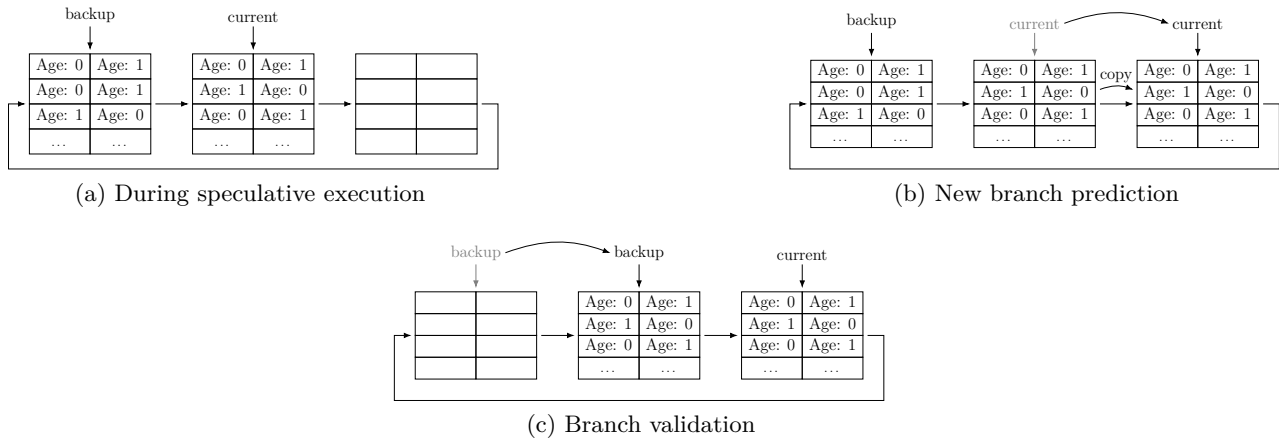 backup current
Age: 0 Age: 1 Age: 0 Age: 1
Age: 0 Age: 1 Age: 1 Age: 0
Age: 1 Age: 0 Age: 0 Age: 1
... ... ... ...
(a) During speculative execution
backup current current
Age: 0 Age: 1 Age: 0 Age: 1 Age: 0 Age: 1
copy
Age: 0 Age: 1 Age: 1 Age: 0 Age: 1 Age: 0
Age: 1 Age: 0 Age: 0 Age: 1 Age: 0 Age: 1
... ... ... ... ... ...
(b) New branch prediction
backup backup current
Age: 0 Age: 1 Age: 0 Age: 1
Age: 1 Age: 0 Age: 1 Age: 0
Age: 0 Age: 1 Age: 0 Age: 1
... ... ... ...
(c) Branch validation